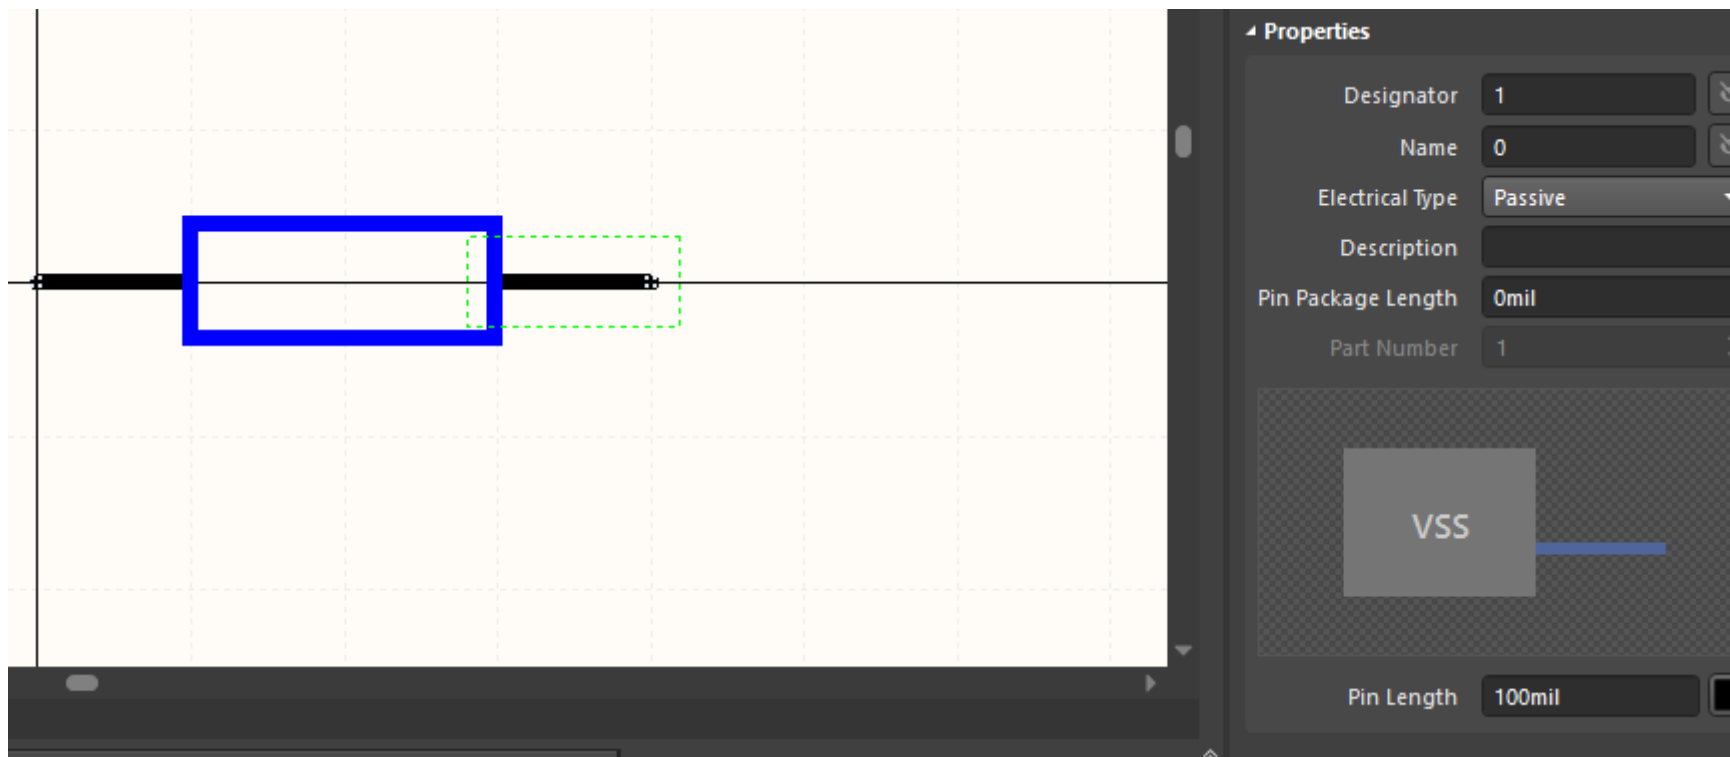 Properties
Designator 1
Name 0
Electrical Type Passive
Description
Pin Package Length 0mil
Part Number 1
VSS
Pin Length 100mil